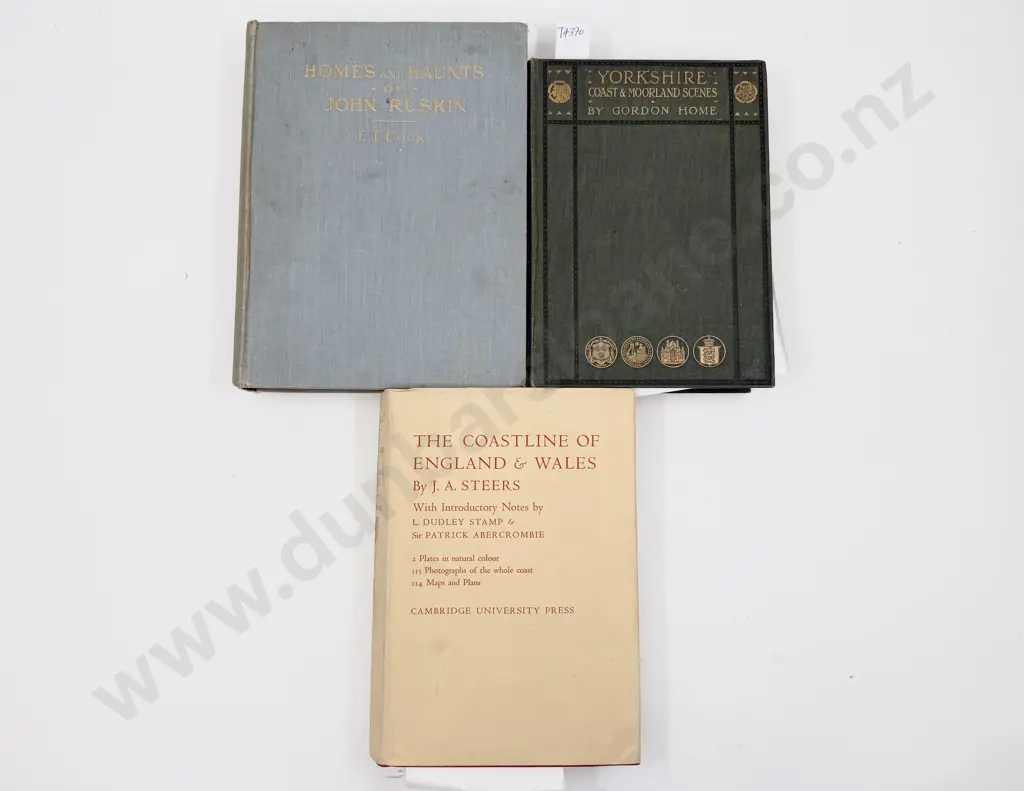 HOMES AND HAUNTS
- OF -
JOHN RUSKIN
E.T. COOK
T4370
YORKSHIRE
COAST & MOORLAND SCENES
BY GORDON HOME
THE COASTLINE OF
ENGLAND & WALES
By J. A. STEERS
With Introductory Notes by
L. DUDLEY STAMP &
Sir PATRICK ABERCROMBIE
2 Plates in natural colour
115 Photographs of the whole coast
114 Maps and Plans
CAMBRIDGE UNIVERSITY PRESS